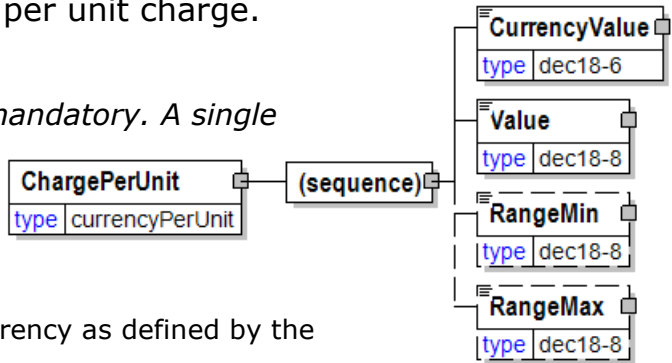 per unit charge.
CurrencyValue
type dec18-6
mandatory. A single
Value
type dec18-8
ChargePerUnit
type currencyPerUnit
(sequence)
RangeMin
type dec18-8
RangeMax
type dec18-8
rrency as defined by the